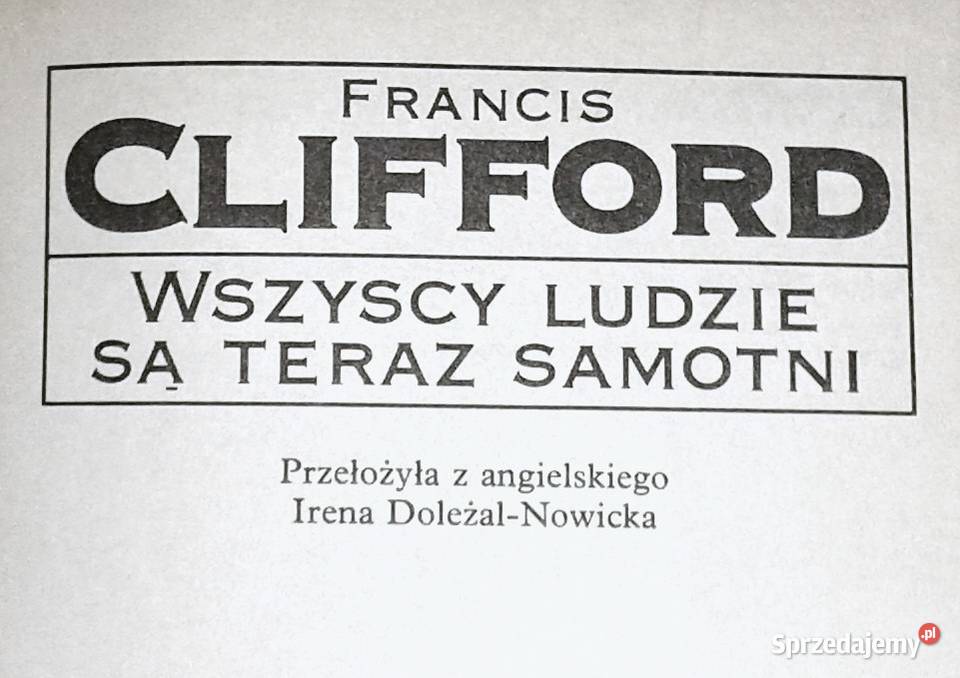 FRANCIS
CLIFFORD
WSZYSCY LUDZIE
SĄ TERAZ SAMOTNI
Przełożyła z angielskiego
Irena Doleżal-Nowicka
Sprzedajemy.pl